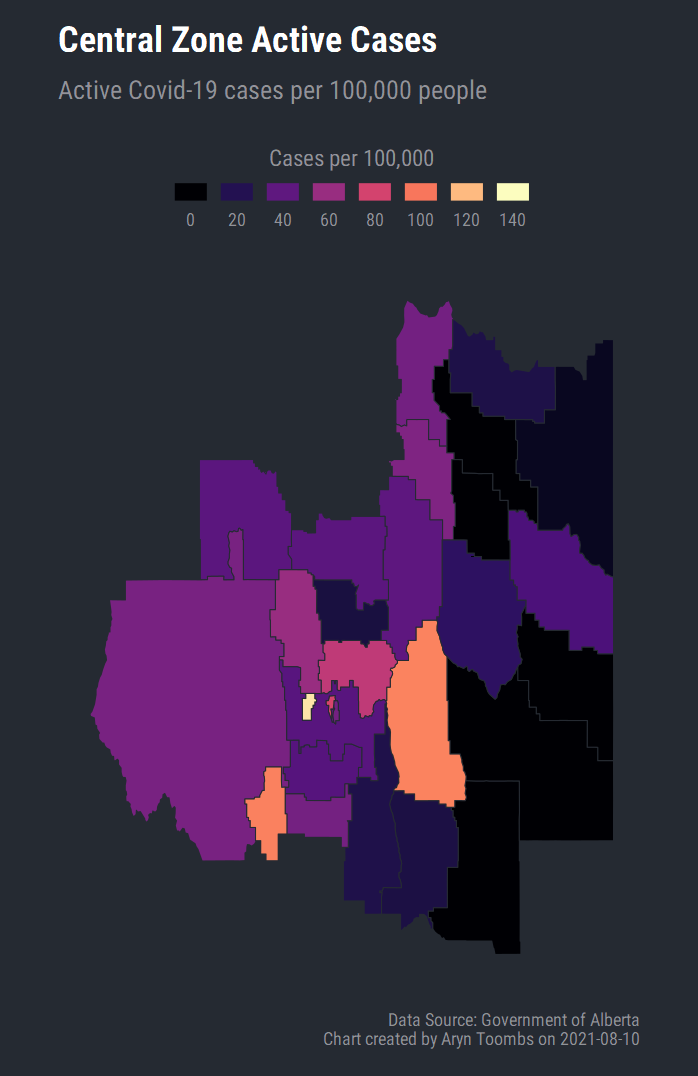 Central Zone Active Cases
Active Covid-19 cases per 100,000 people
Cases per 100,000
0 20 40 60 80 100 120 140
Data Source: Government of Alberta
Chart created by Aryn Toombs on 2021-08-10